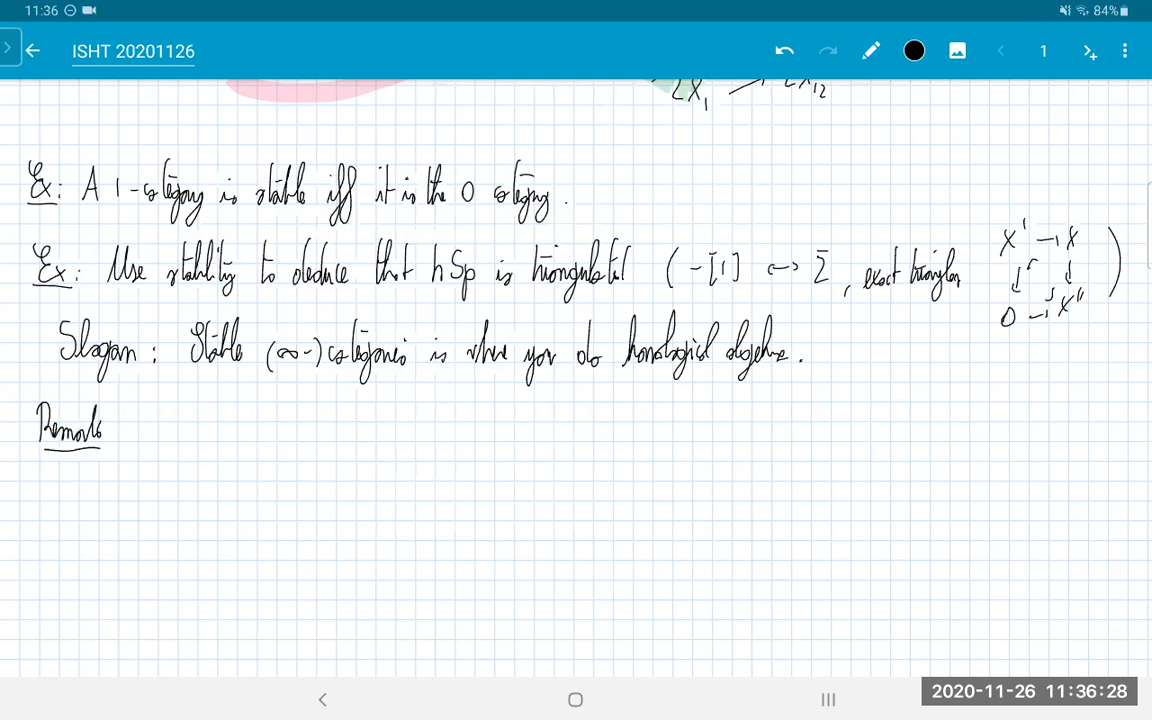 11:36 84%
ISHT 20201126 1
ΣX₁ → ΣX₁₂
Ex: A 1-category is stable iff it is the 0 category.
Ex: Use stability to deduce that hSp is triangulated (-[1] ↔ Σ, exact triangles
X' → X
↓ ↓
0 → X" )
Slogan: Stable (∞-)categories is where you do homological algebra.
Remark
2020-11-26 11:36:28